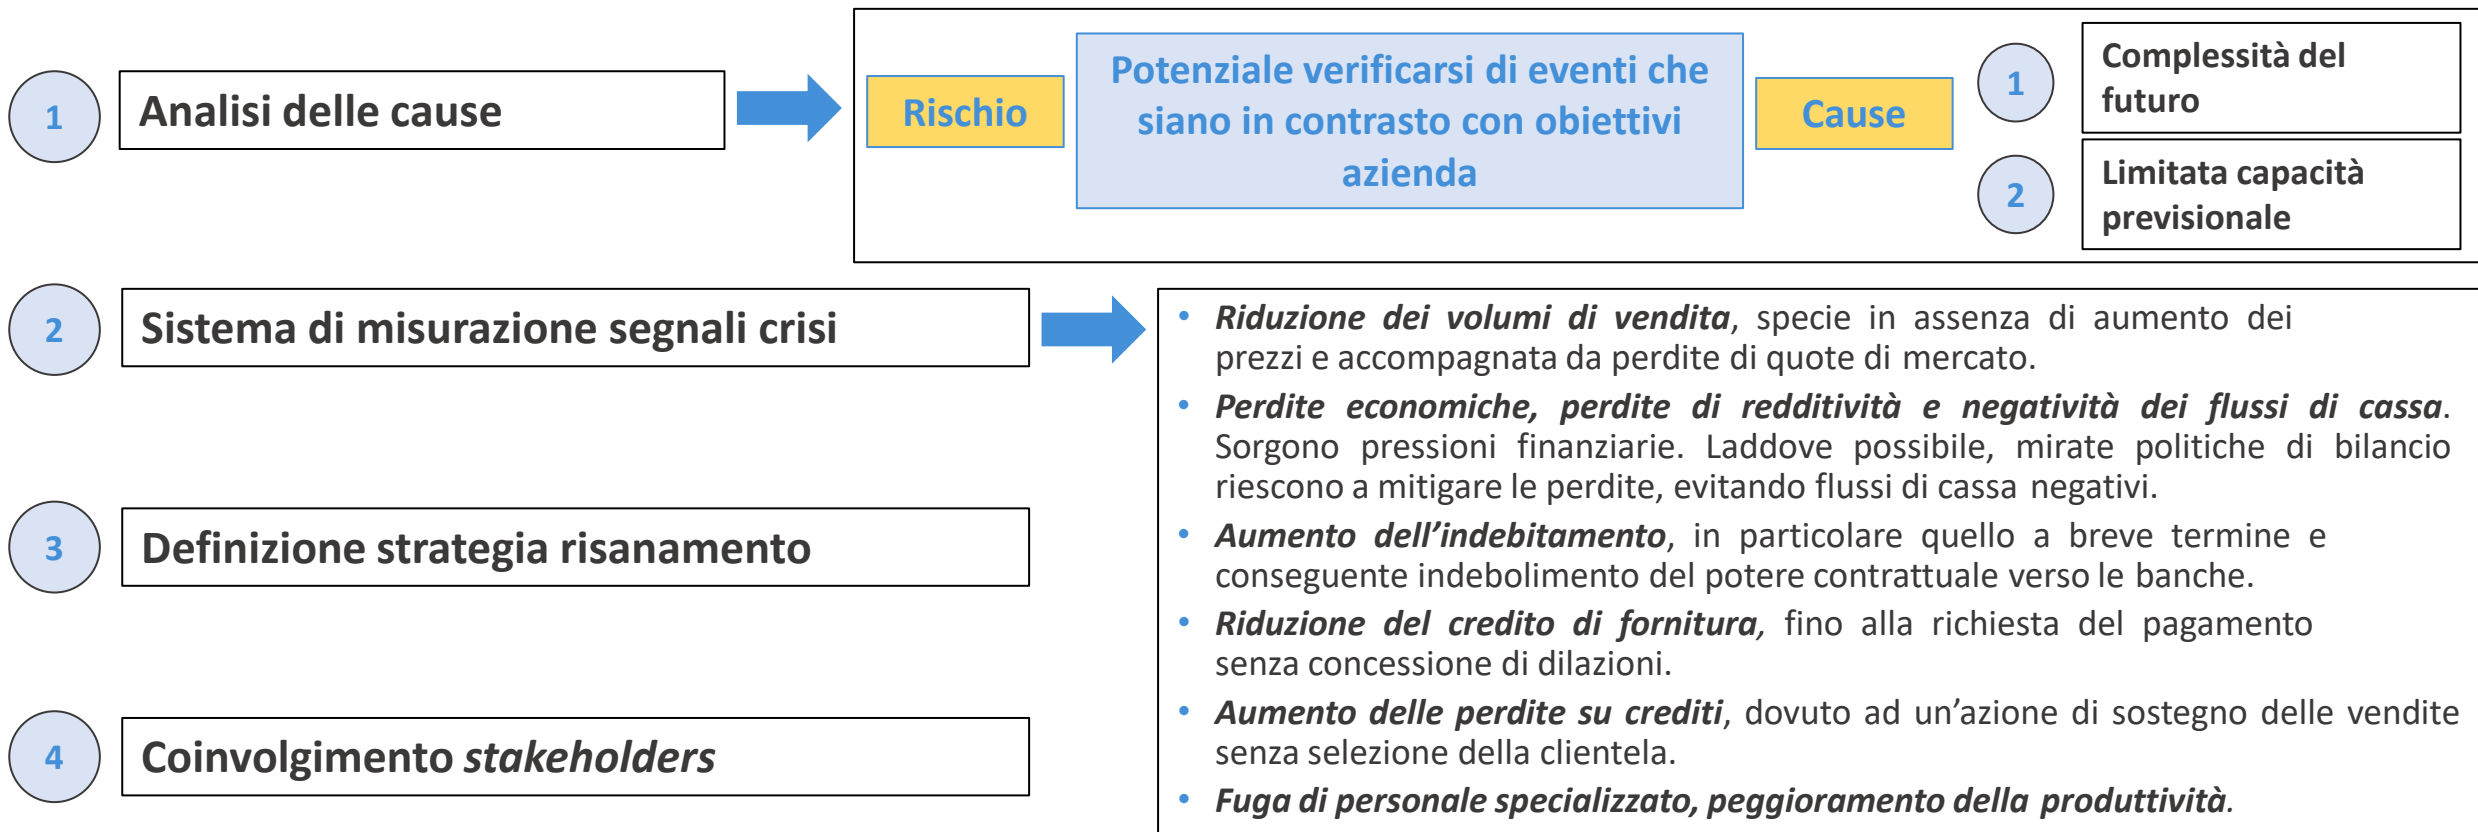 1
Analisi delle cause
Rischio
Potenziale verificarsi di eventi che
siano in contrasto con obiettivi
azienda
Cause
1
Complessità del
futuro
2
Limitata capacità
previsionale
2
Sistema di misurazione segnali crisi
• Riduzione dei volumi di vendita, specie in assenza di aumento dei
prezzi e accompagnata da perdite di quote di mercato.
• Perdite economiche, perdite di redditività e negatività dei flussi di cassa.
Sorgono pressioni finanziarie. Laddove possibile, mirate politiche di bilancio
riescono a mitigare le perdite, evitando flussi di cassa negativi.
• Aumento dell’indebitamento, in particolare quello a breve termine e
conseguente indebolimento del potere contrattuale verso le banche.
• Riduzione del credito di fornitura, fino alla richiesta del pagamento
senza concessione di dilazioni.
• Aumento delle perdite su crediti, dovuto ad un’azione di sostegno delle vendite
senza selezione della clientela.
• Fuga di personale specializzato, peggioramento della produttività.
3
Definizione strategia risanamento
4
Coinvolgimento stakeholders